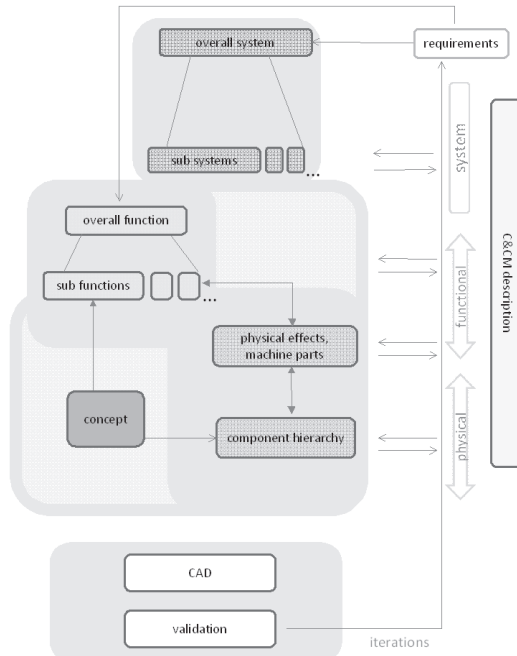 overall system
requirements
sub systems
...
system
overall function
sub functions
...
functional
C&CM description
physical effects,
machine parts
concept
component hierarchy
physical
CAD
validation
iterations